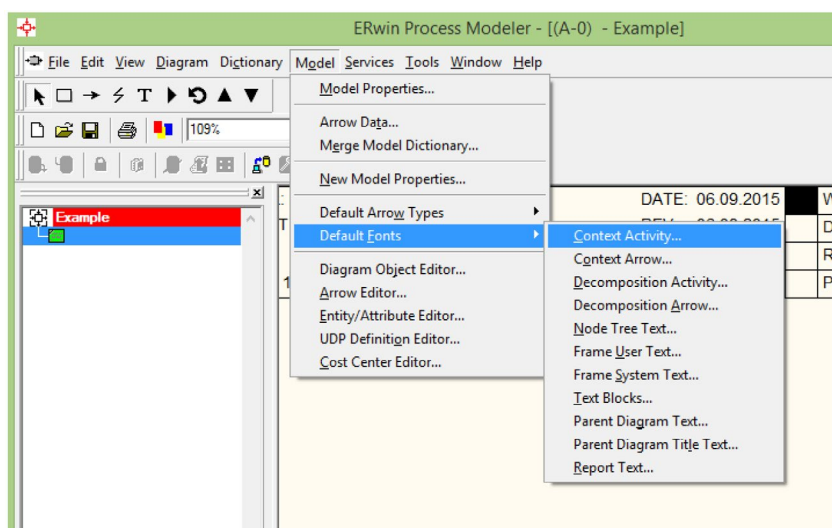 ERwin Process Modeler - [(A-0) - Example]
File Edit View Diagram Dictionary Model Services Tools Window Help
109%
Model Properties...
Arrow Data...
Merge Model Dictionary...
New Model Properties...
Default Arrow Types
Default Fonts
Diagram Object Editor...
Arrow Editor...
Entity/Attribute Editor...
UDP Definition Editor...
Cost Center Editor...
Example
DATE: 06.09.2015
Context Activity...
Context Arrow...
Decomposition Activity...
Decomposition Arrow...
Node Tree Text...
Frame User Text...
Frame System Text...
Text Blocks...
Parent Diagram Text...
Parent Diagram Title Text...
Report Text...